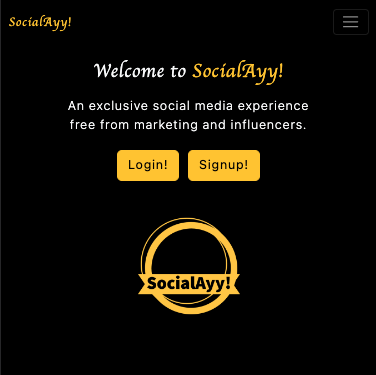 SocialAyy!
Welcome to SocialAyy!
An exclusive social media experience
free from marketing and influencers.
Login! Signup!
SocialAyy!